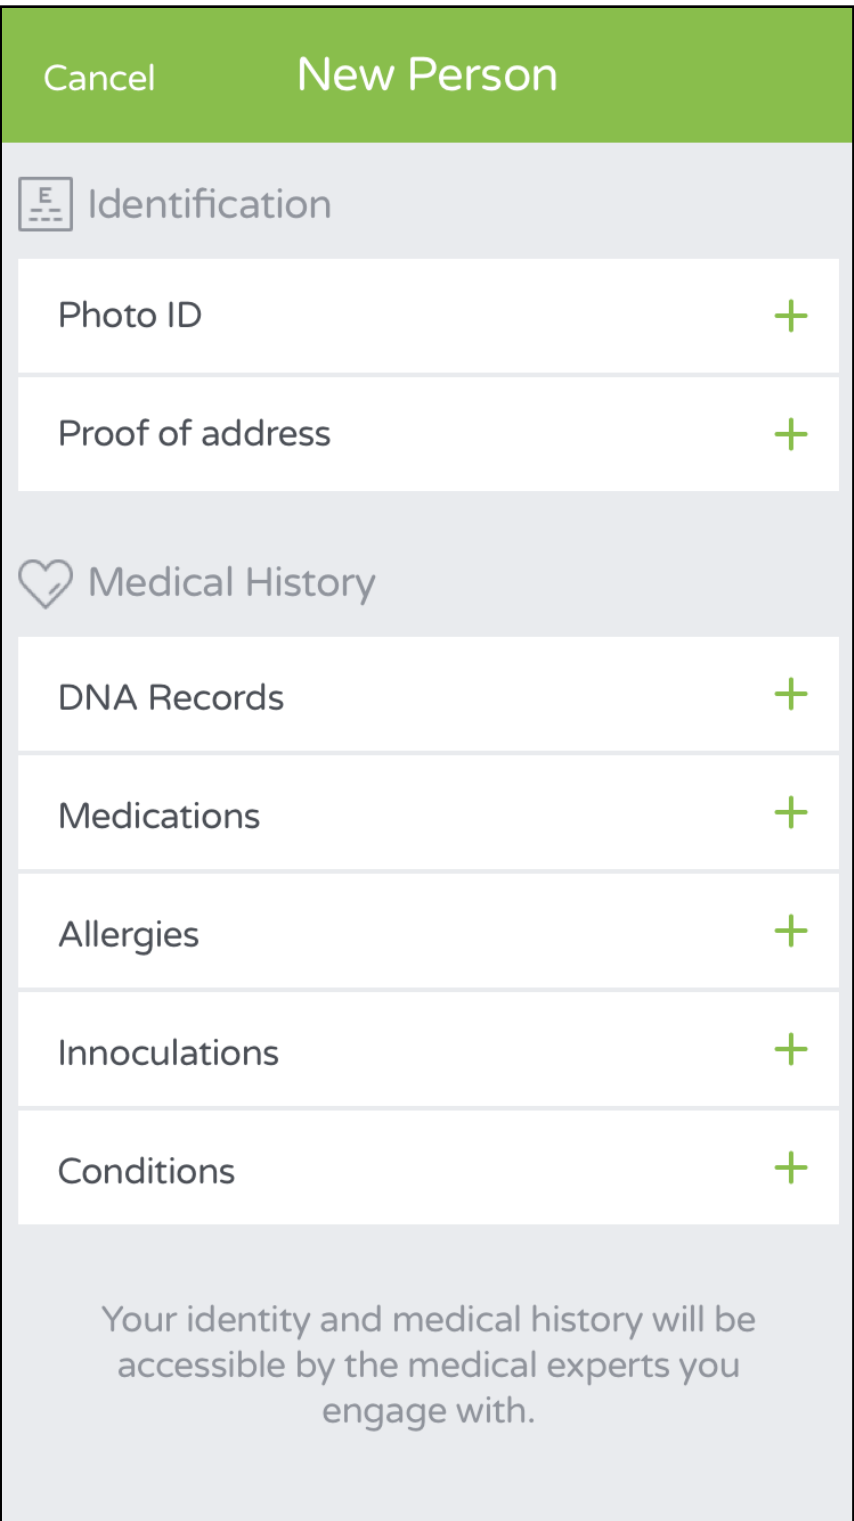 Cancel New Person
E
Identification
Photo ID
Proof of address
Medical History
DNA Records
Medications
Allergies
Innoculations
Conditions
Your identity and medical history will be
accessible by the medical experts you
engage with.